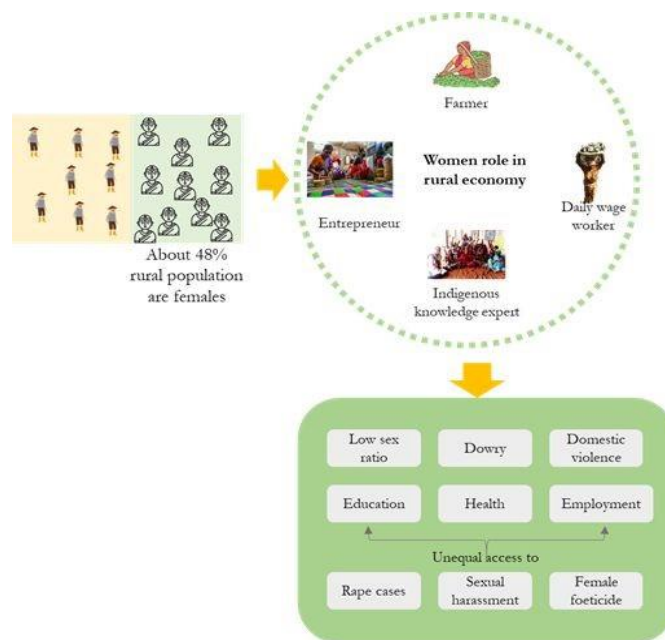 Farmer
Women role in
rural economy
Entrepreneur
Daily wage
worker
Indigenous
knowledge expert
About 48%
rural population
are females
Low sex
ratio
Dowry
Domestic
violence
Education
Health
Employment
Unequal access to
Rape cases
Sexual
harassment
Female
foeticide